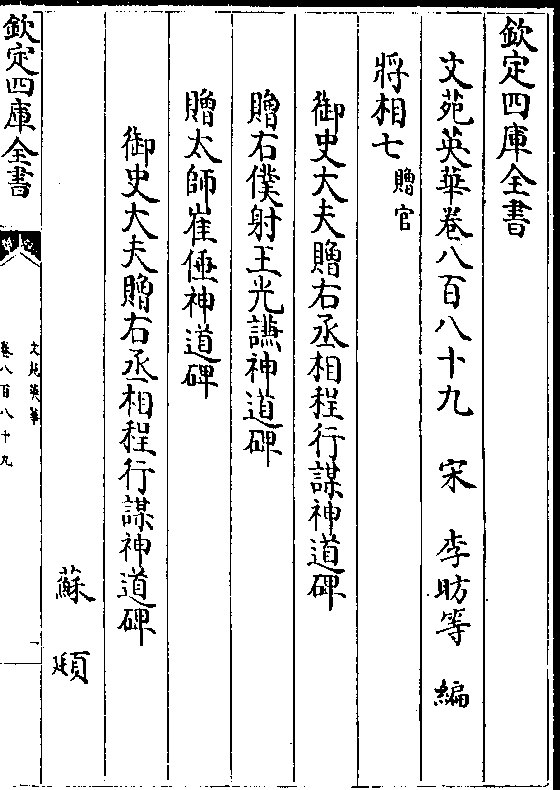 欽定四庫全書
文苑英華卷八百八十九　宋　李昉等　編
將相七　贈官
御史大夫贈右丞相程行謀神道碑
贈右僕射王光謙神道碑
贈太師崔倕神道碑
御史大夫贈右丞相程行謀神道碑
蘇頲
欽定四庫全書
文苑英華
卷八百八十九
一